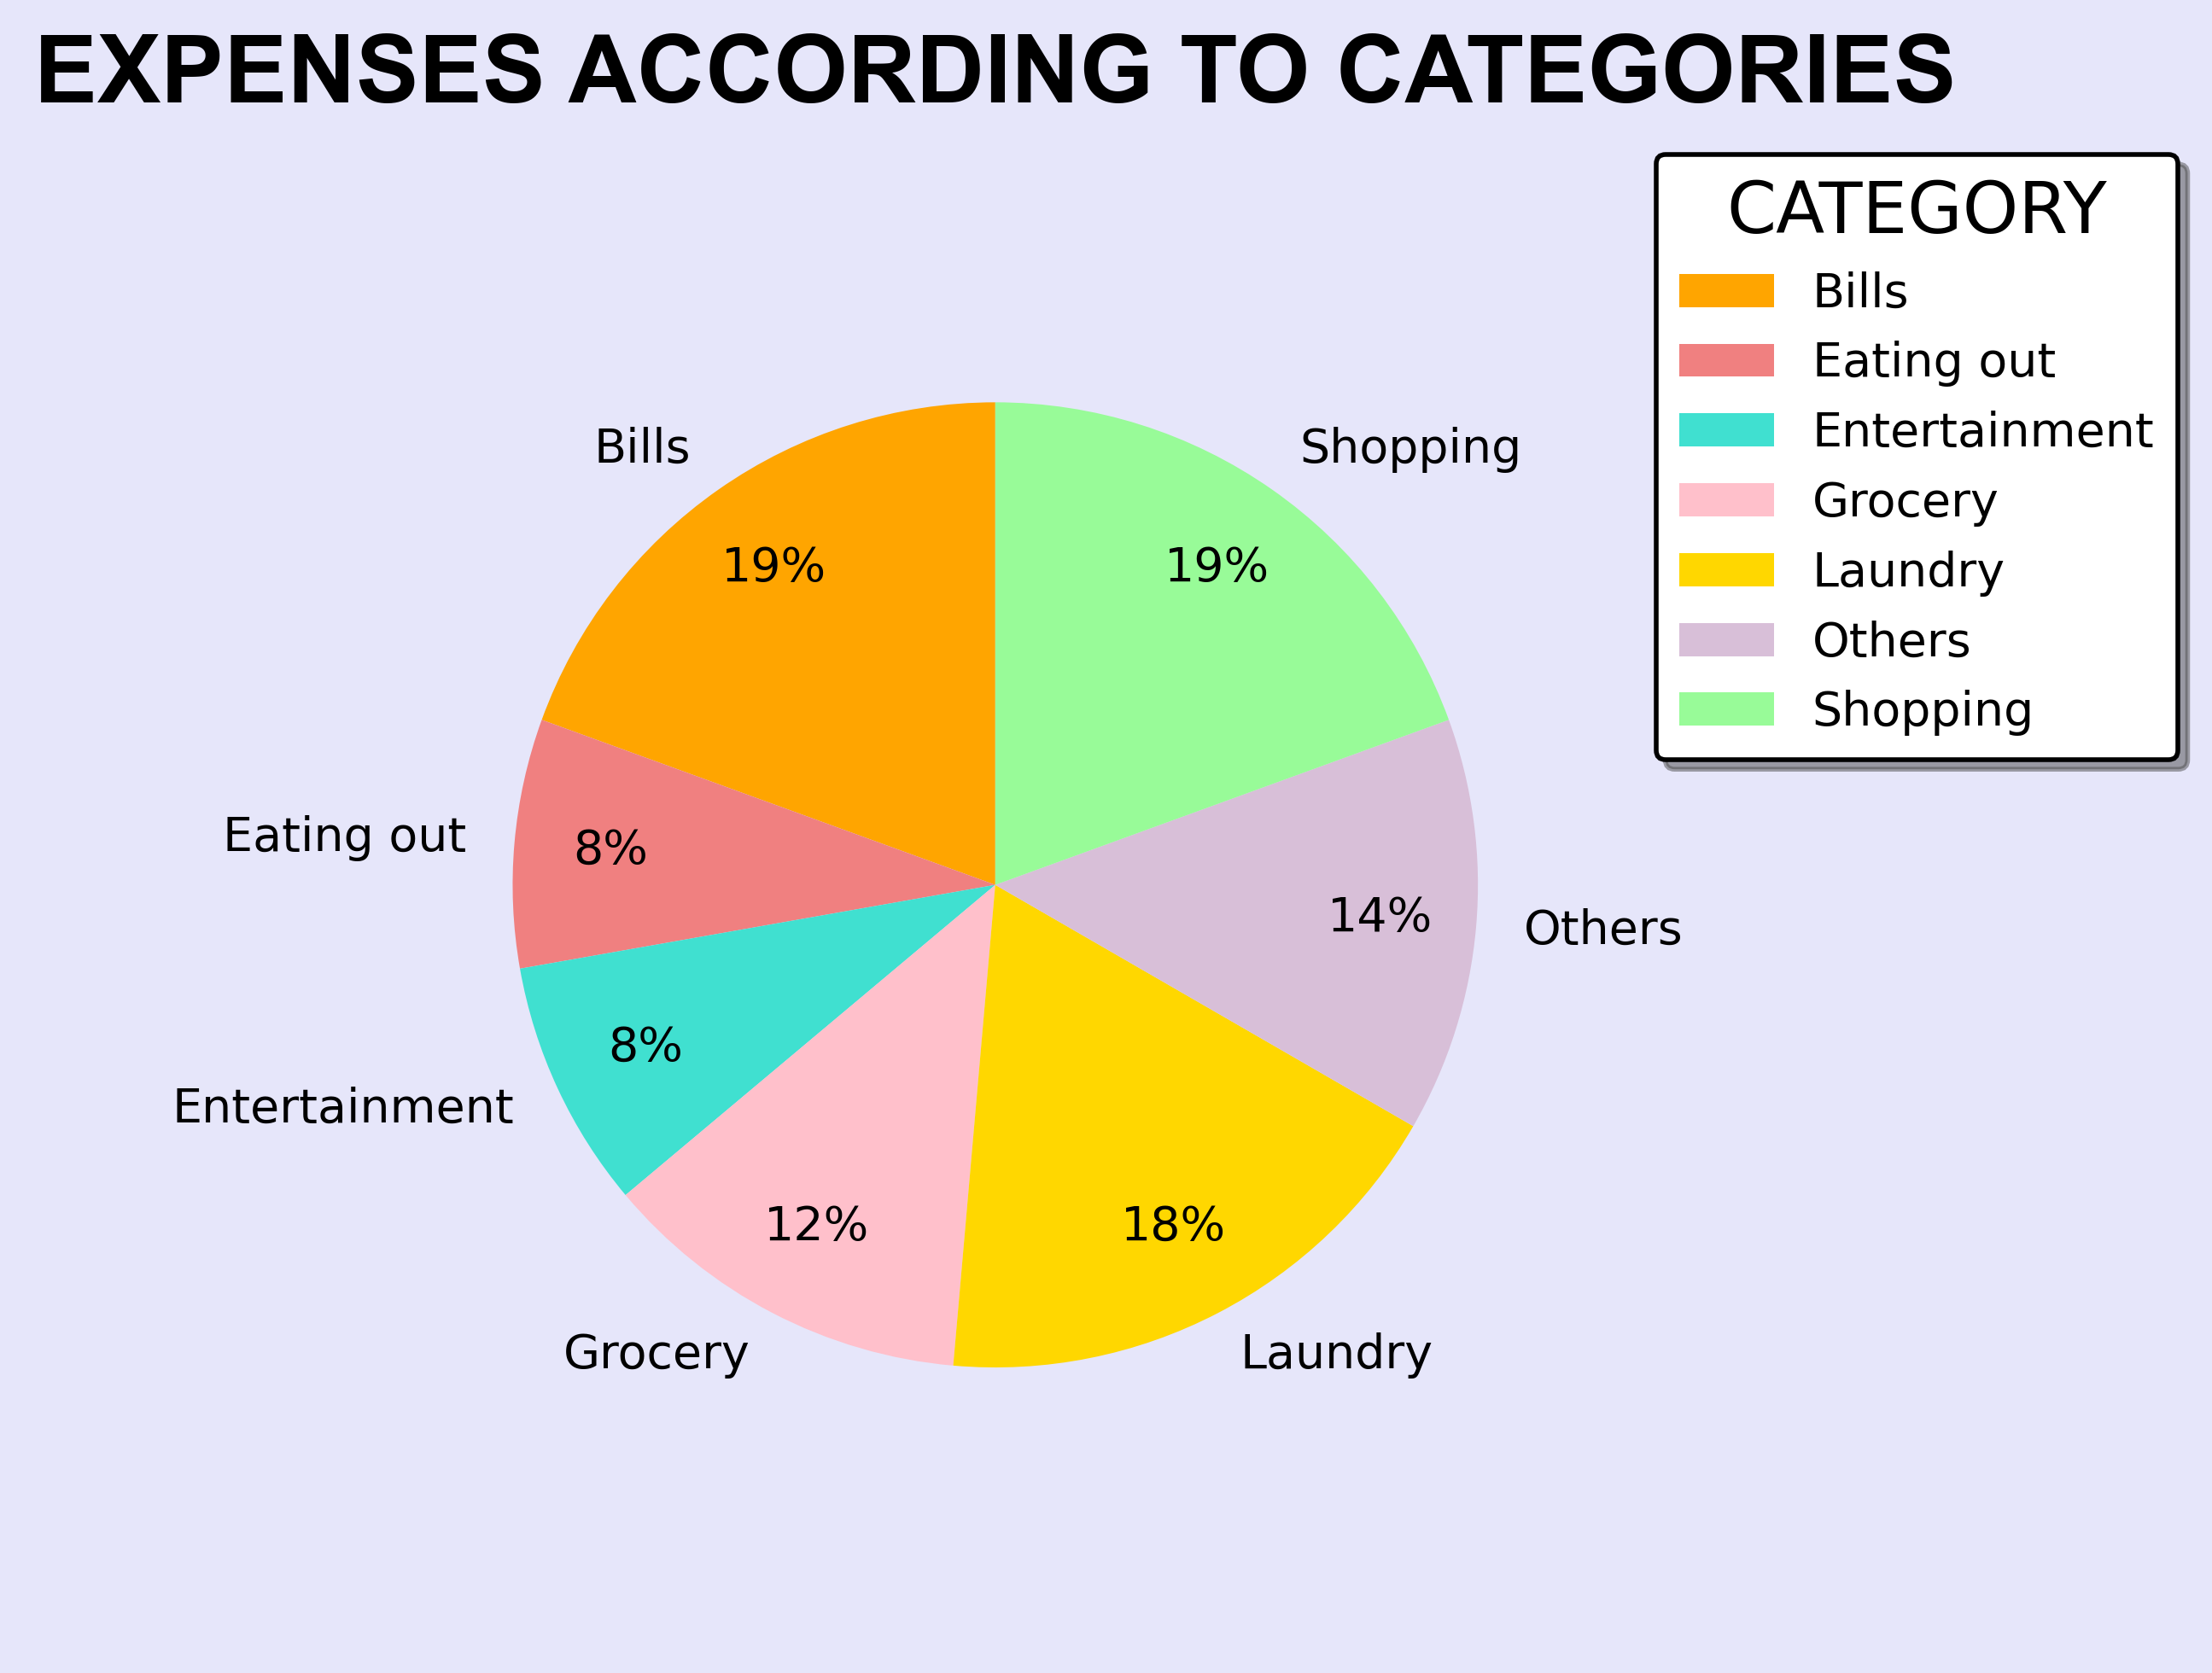 EXPENSES ACCORDING TO CATEGORIES
CATEGORY
Bills
Eating out
Entertainment
Grocery
Laundry
Others
Shopping
Bills
Shopping
19%
19%
Eating out
8%
14%
Others
8%
Entertainment
12%
18%
Grocery
Laundry